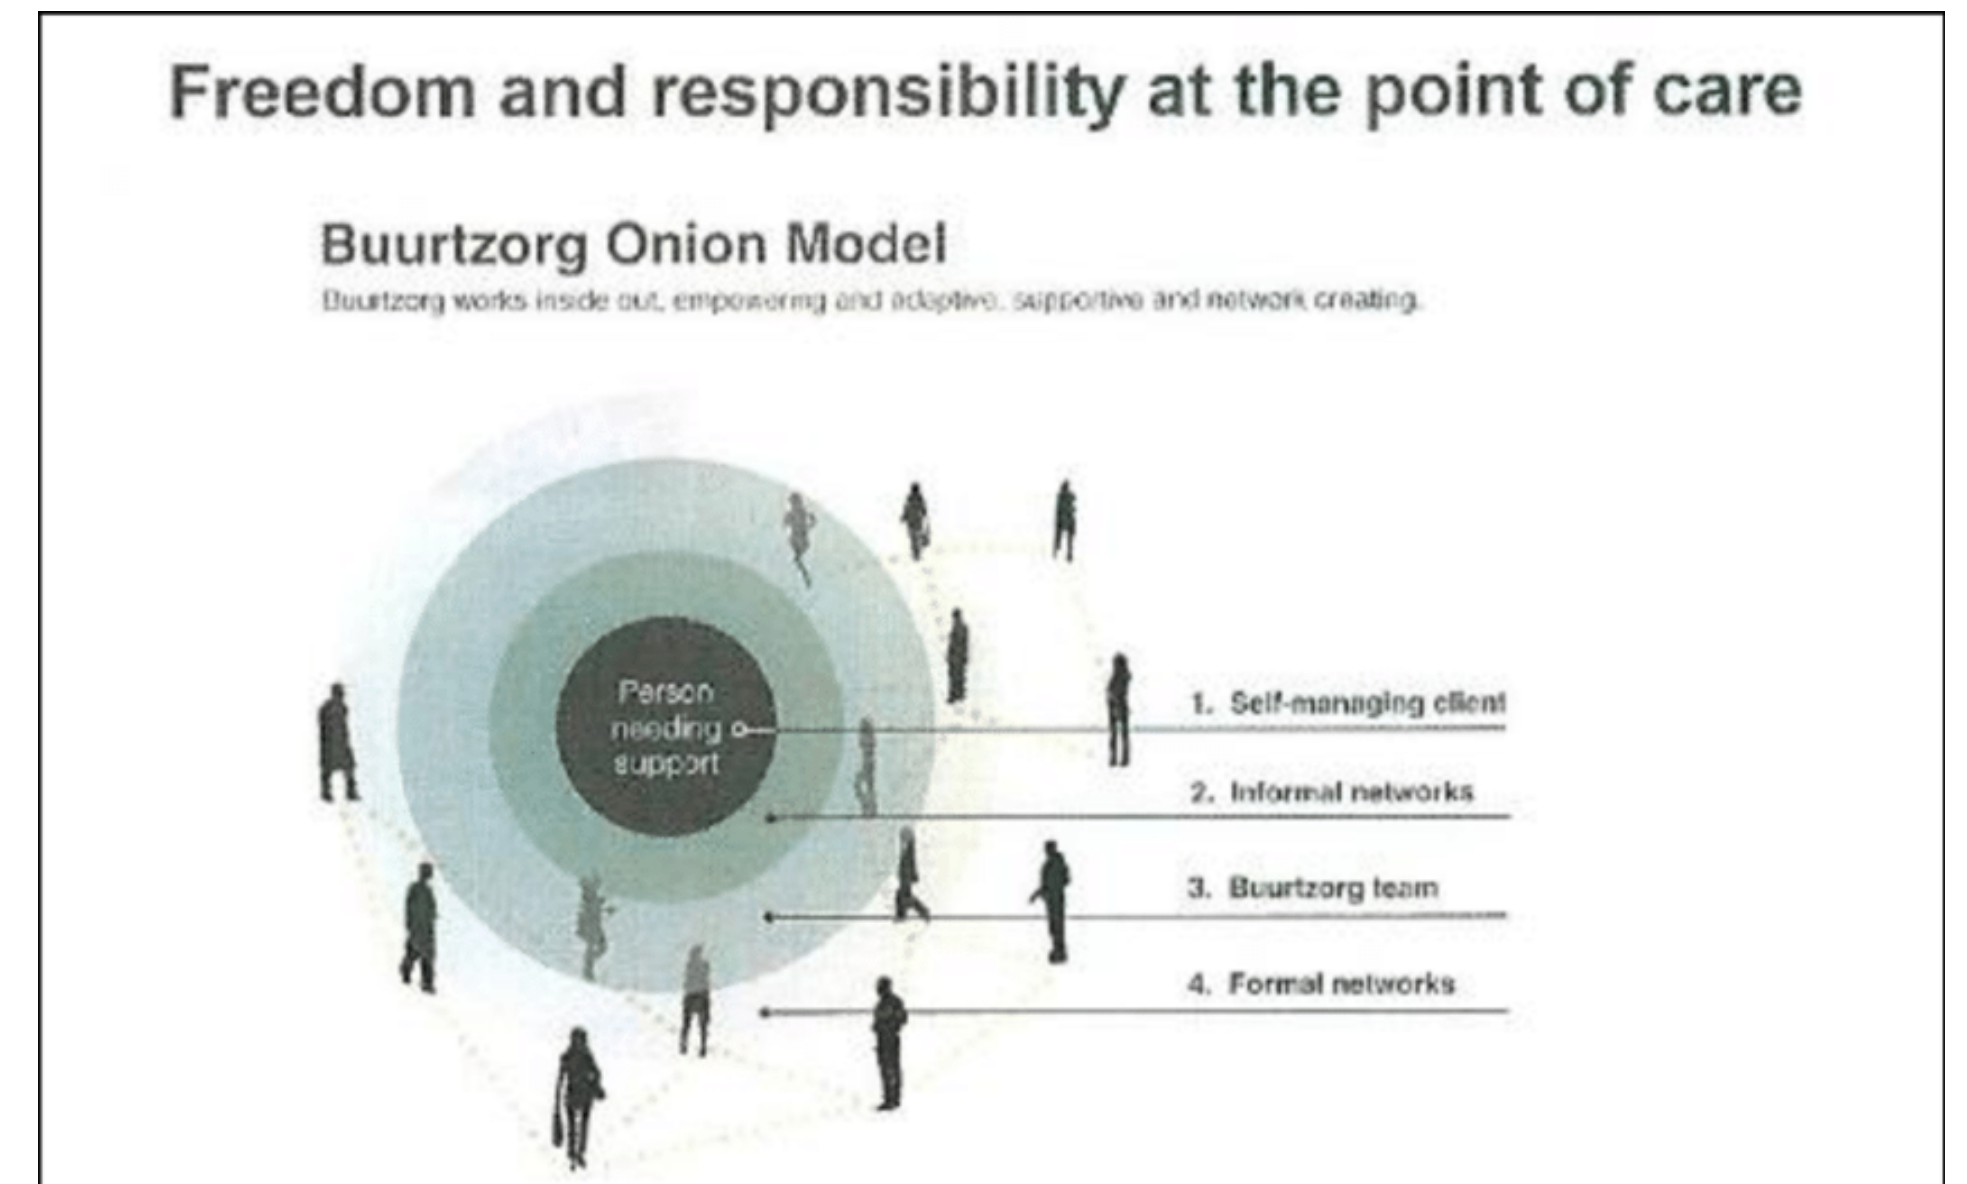 Freedom and responsibility at the point of care
Buurtzorg Onion Model
Buurtzorg works inside out, empowering and adaptive, supportive and network creating.
Person
needing
support
1. Self-managing client
2. Informal networks
3. Buurtzorg team
4. Formal networks